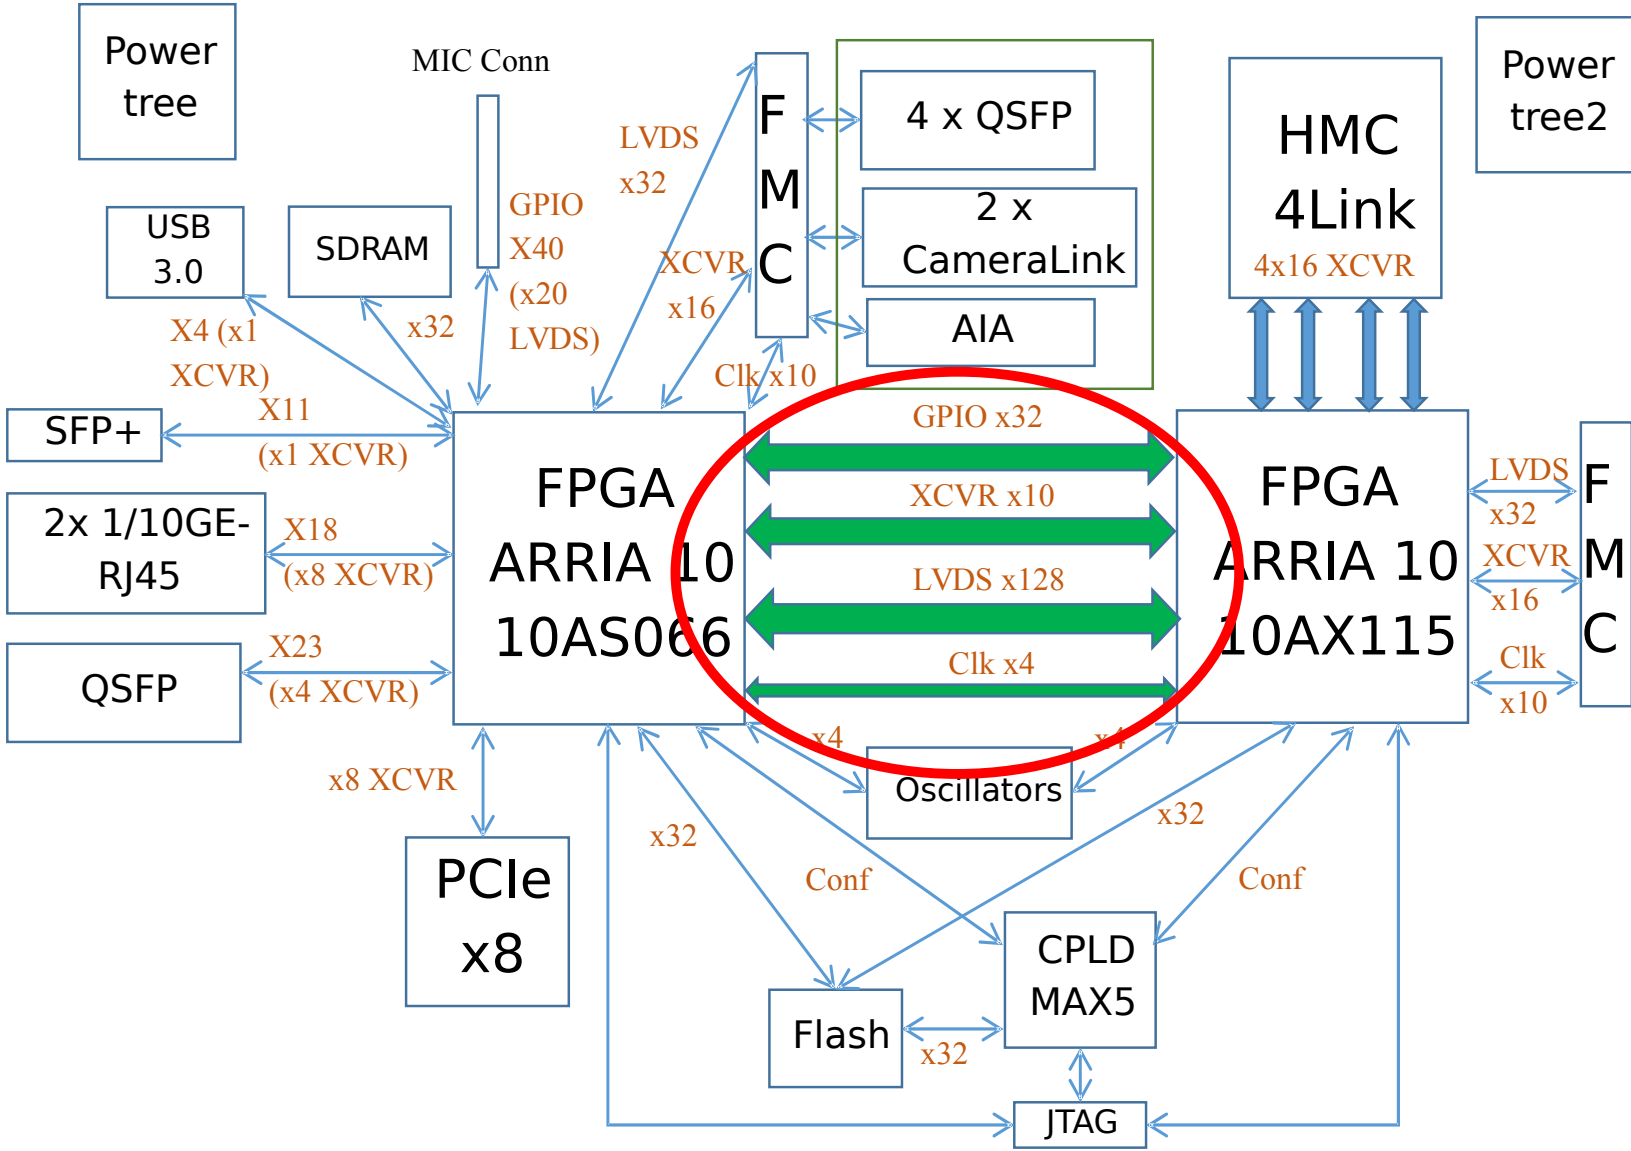 Power
tree
MIC Conn
F
M
C
4 x QSFP
2 x
CameraLink
AIA
HMC
4Link
4x16 XCVR
Power
tree2
USB
3.0
SDRAM
GPIO
X40
(x20
LVDS)
LVDS
x32
XCVR
x16
Clk x10
X4 (x1
XCVR)
x32
SFP+
X11
(x1 XCVR)
2x 1/10GE-
RJ45
X18
(x8 XCVR)
QSFP
X23
(x4 XCVR)
FPGA
ARRIA 10
10AS066
GPIO x32
XCVR x10
LVDS x128
Clk x4
FPGA
ARRIA 10
10AX115
LVDS
x32
XCVR
x16
Clk
x10
F
M
C
x4
x4
Oscillators
x8 XCVR
PCIe
x8
x32
Conf
x32
Conf
CPLD
MAX5
Flash
x32
JTAG